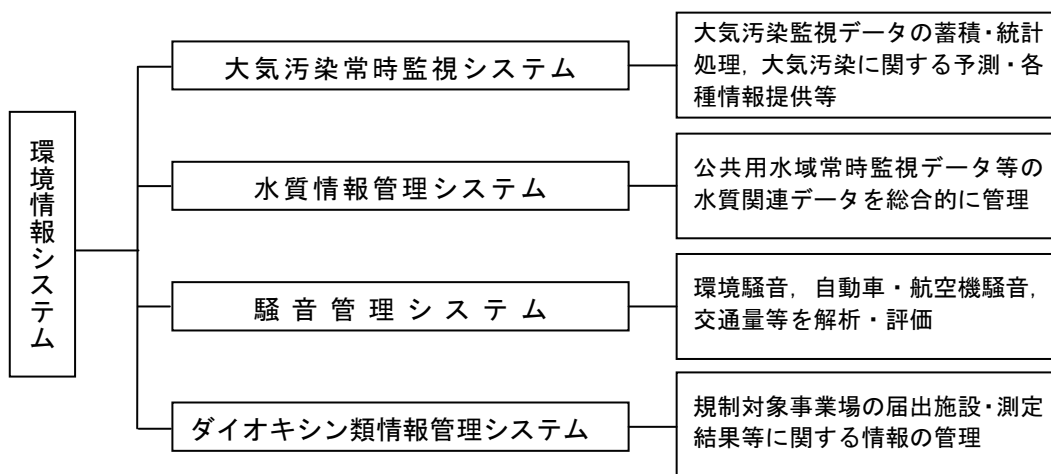 環境情報システム
大気汚染常時監視システム
大気汚染監視データの蓄積・統計
処理，大気汚染に関する予測・各
種情報提供等
水質情報管理システム
公共用水域常時監視データ等の
水質関連データを総合的に管理
騒音管理システム
環境騒音，自動車・航空機騒音，
交通量等を解析・評価
ダイオキシン類情報管理システム
規制対象事業場の届出施設・測定
結果等に関する情報の管理